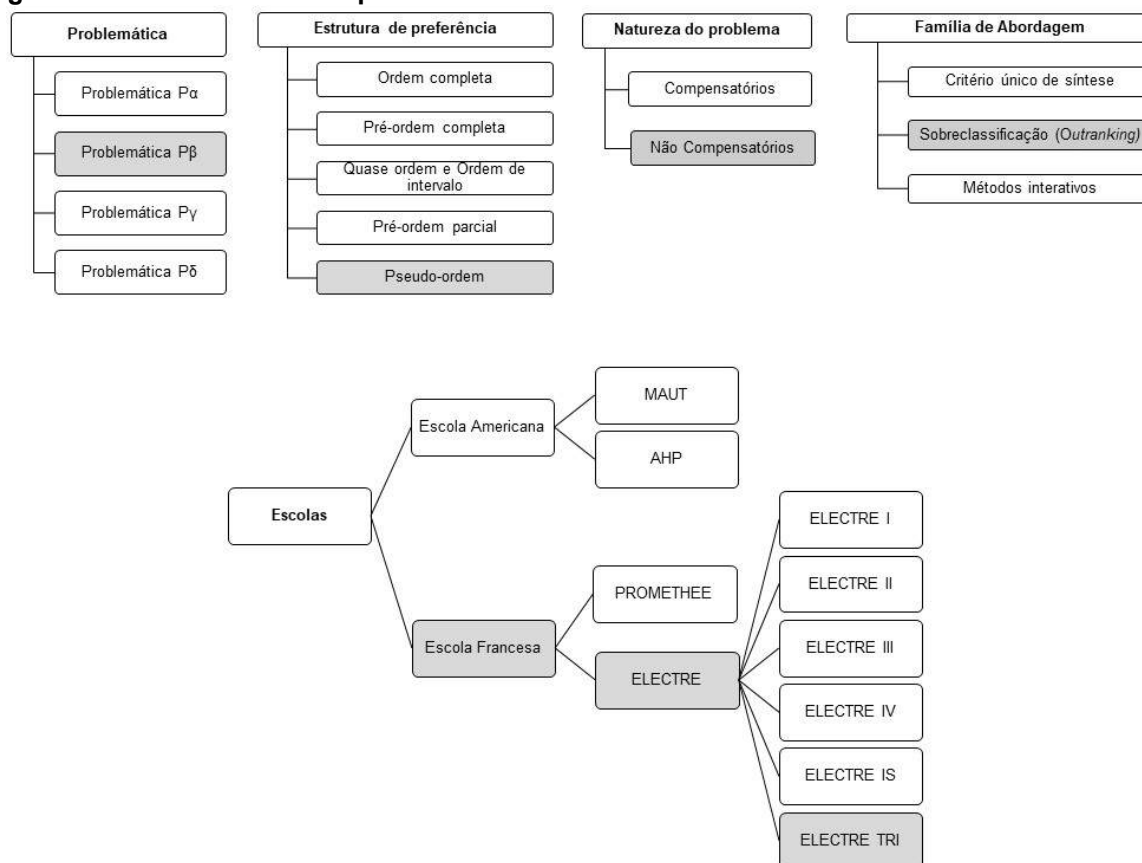 Problemática
Problemática Pα
Problemática Pβ
Problemática Pγ
Problemática Pδ
Estrutura de preferência
Ordem completa
Pré-ordem completa
Quase ordem e Ordem de
intervalo
Pré-ordem parcial
Pseudo-ordem
Natureza do problema
Compensatórios
Não Compensatórios
Família de Abordagem
Critério único de síntese
Sobreclassificação (Outranking)
Métodos interativos
Escolas
Escola Americana
MAUT
AHP
Escola Francesa
PROMETHEE
ELECTRE
ELECTRE I
ELECTRE II
ELECTRE III
ELECTRE IV
ELECTRE IS
ELECTRE TRI